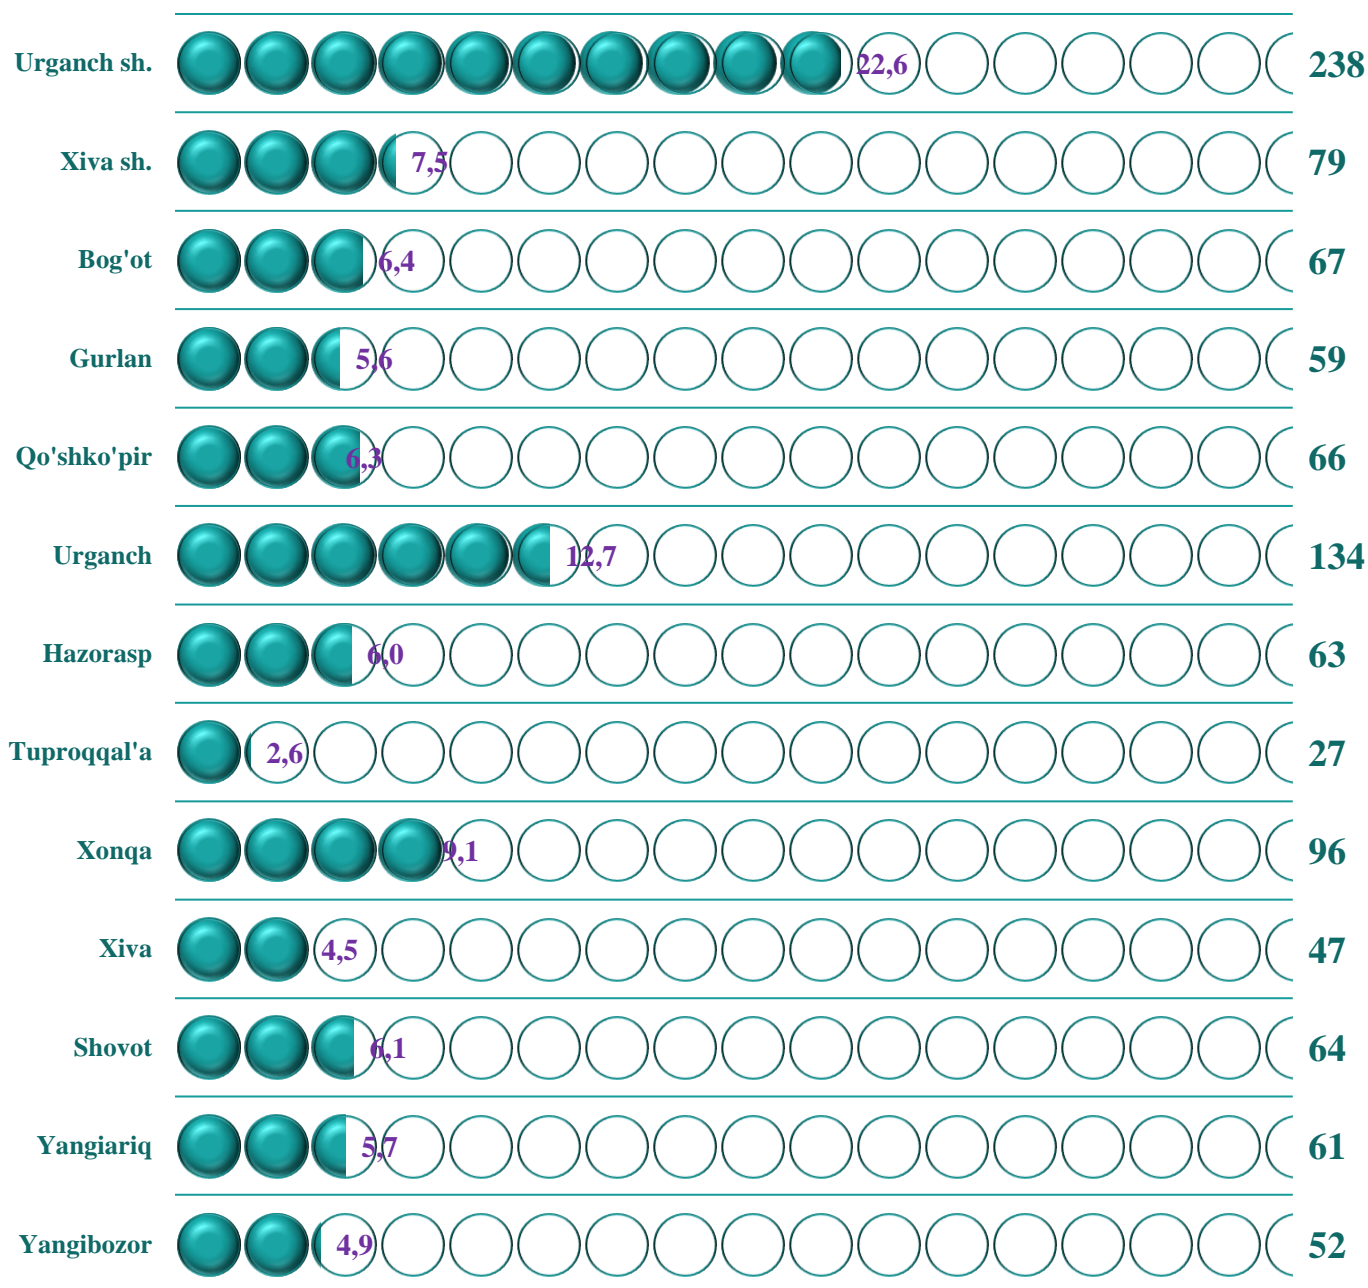 Urganch sh. 22,6 238
Xiva sh. 7,5 79
Bog'ot 6,4 67
Gurlan 5,6 59
Qo'shko'pir 6,3 66
Urganch 12,7 134
Hazorasp 6,0 63
Tuproqqal'a 2,6 27
Xonqa 9,1 96
Xiva 4,5 47
Shovot 6,1 64
Yangiariq 5,7 61
Yangibozor 4,9 52